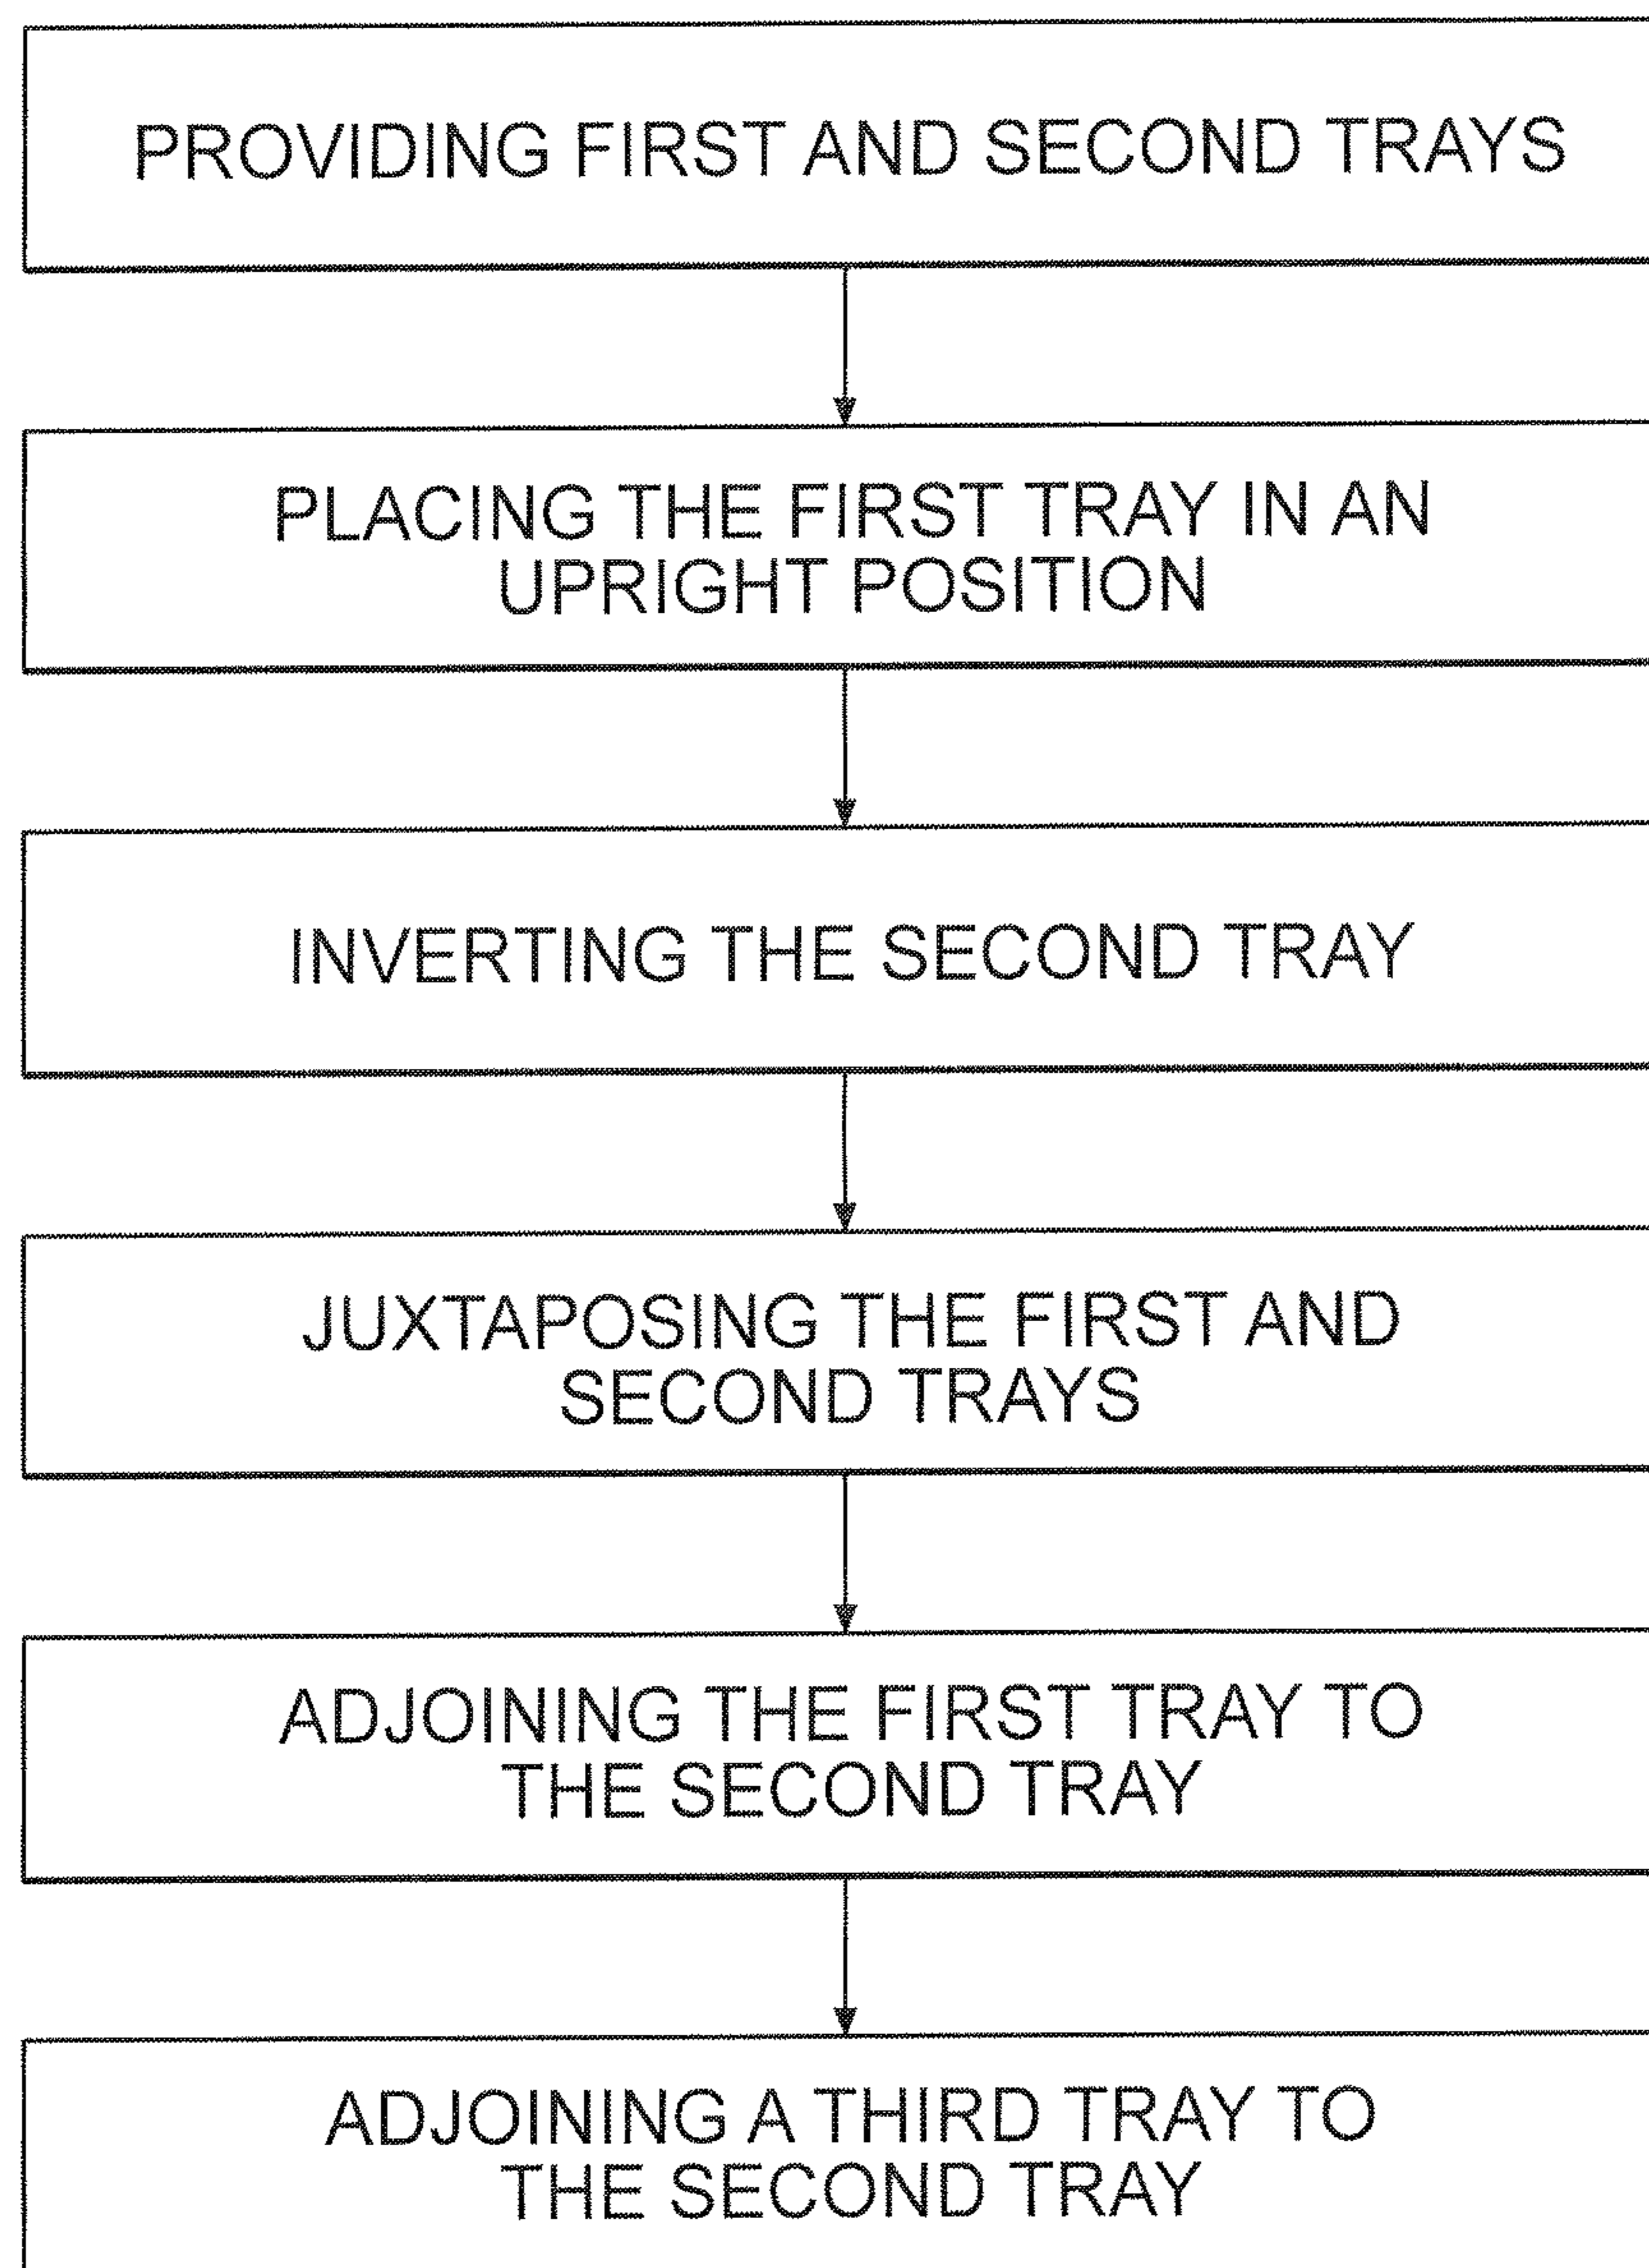 PROVIDING FIRST AND SECOND TRAYS
PLACING THE FIRST TRAY IN AN
UPRIGHT POSITION
INVERTING THE SECOND TRAY
JUXTAPOSING THE FIRST AND
SECOND TRAYS
ADJOINING THE FIRST TRAY TO
THE SECOND TRAY
ADJOINING A THIRD TRAY TO
THE SECOND TRAY